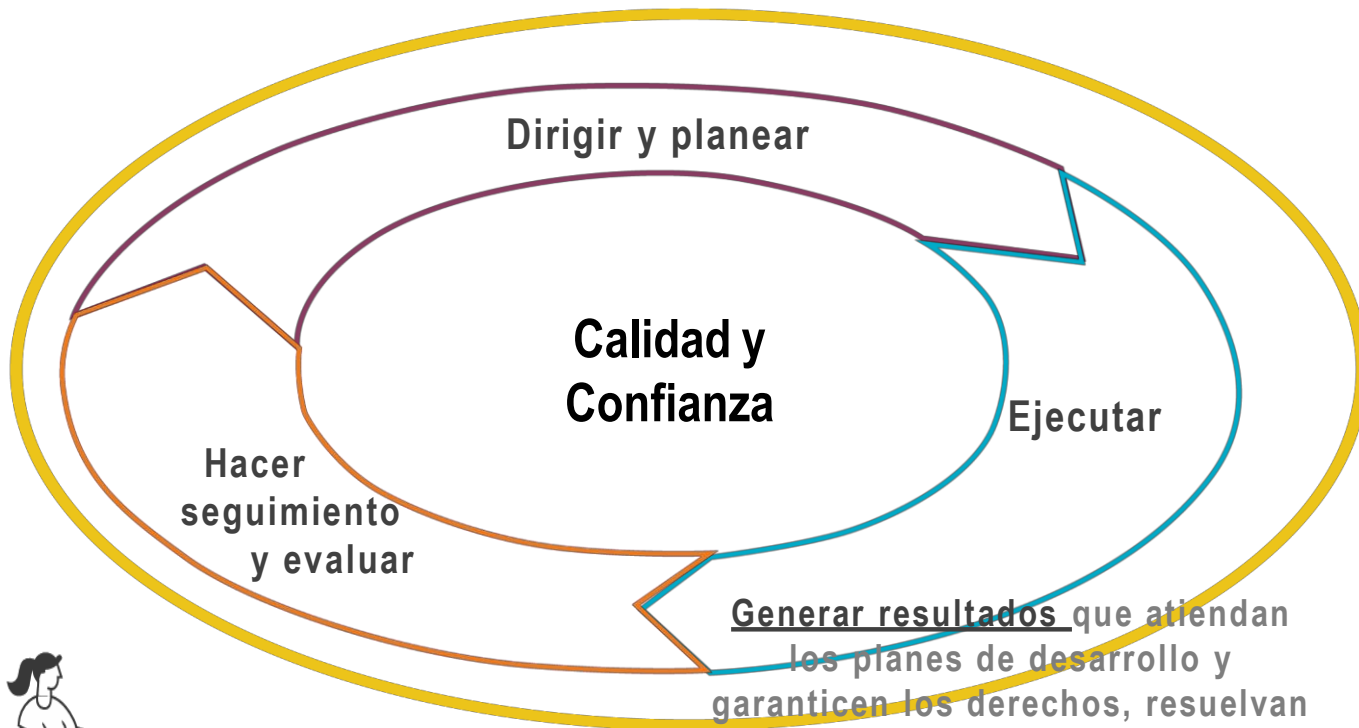 Dirigir y planear
Calidad y
Confianza
Ejecutar
Hacer
seguimiento
y evaluar
Generar resultados que atiendan
los planes de desarrollo y
garanticen los derechos, resuelvan